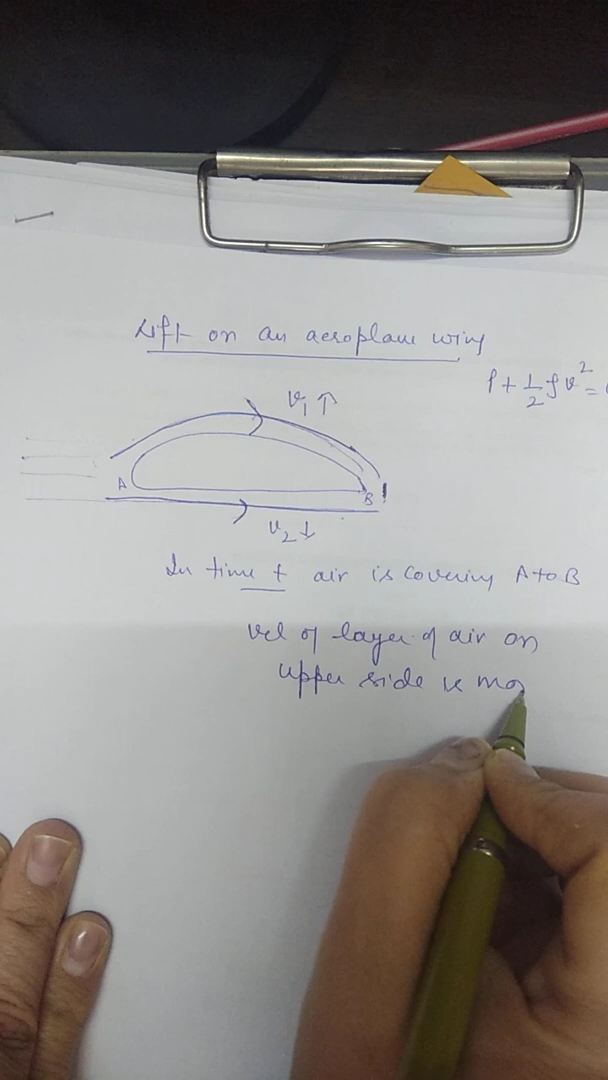 Lift on an aeroplane wing
P + 1/2 ρv² =
v₁ ↑
A
B
v₂ ↓
In time t air is covering A to B
vel of layer of air on
upper side is mo